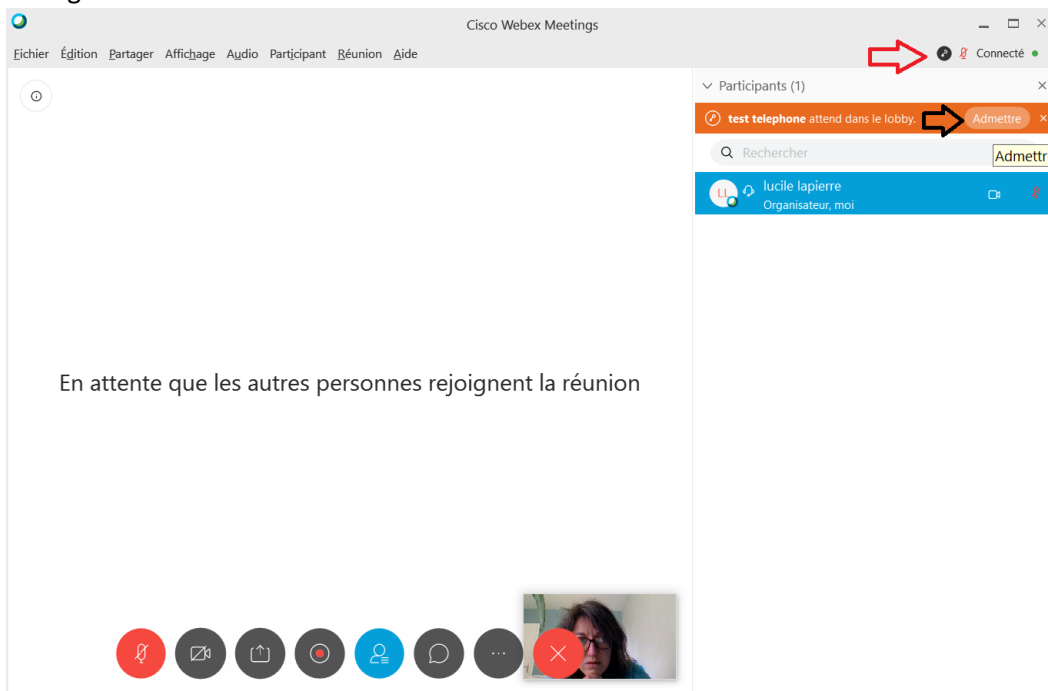 Cisco Webex Meetings
Fichier Édition Partager Affichage Audio Participant Réunion Aide
Connecté
Participants (1)
test telephone attend dans le lobby. Admettre
Rechercher
Admettr
LL lucile lapierre
Organisateur, moi
En attente que les autres personnes rejoignent la réunion